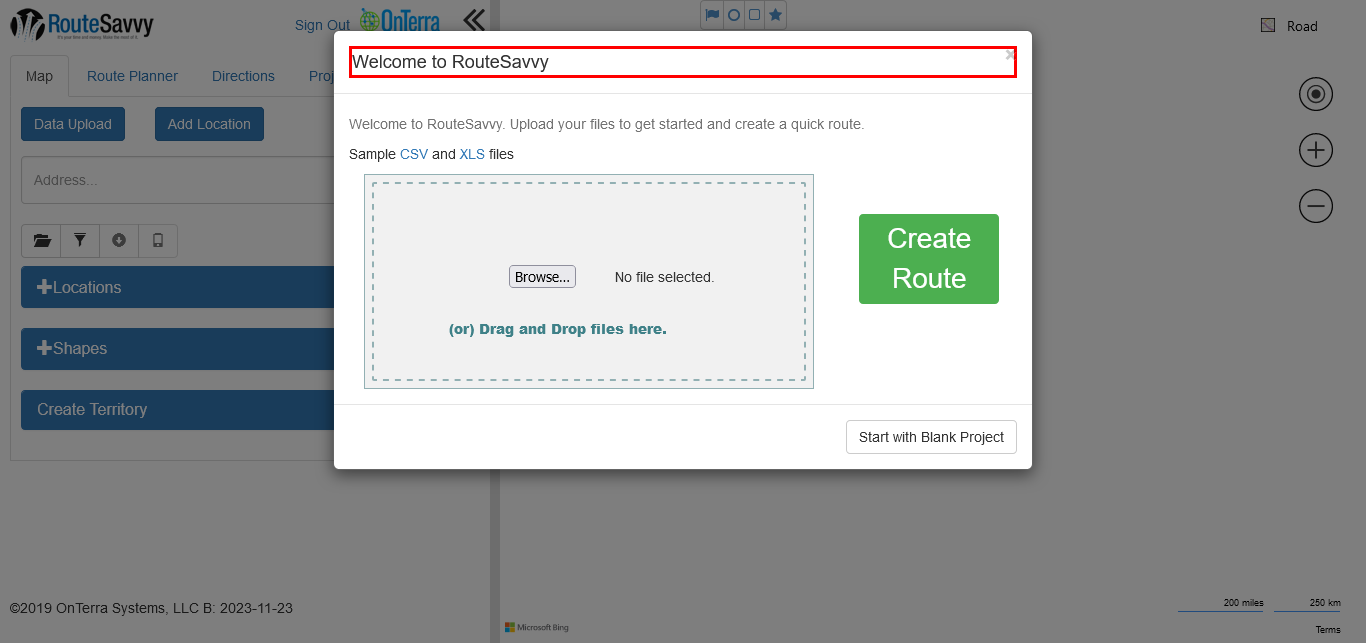 RouteSavvy
It's your time and money. Make the most of it.
Sign Out
OnTerra
Road
Map
Route Planner
Directions
Proj
Data Upload
Add Location
Address...
Locations
Shapes
Create Territory
Welcome to RouteSavvy
×
Welcome to RouteSavvy. Upload your files to get started and create a quick route.
Sample CSV and XLS files
Browse... No file selected.
(or) Drag and Drop files here.
Create
Route
Start with Blank Project
©2019 OnTerra Systems, LLC B: 2023-11-23
Microsoft Bing
200 miles
250 km
Terms